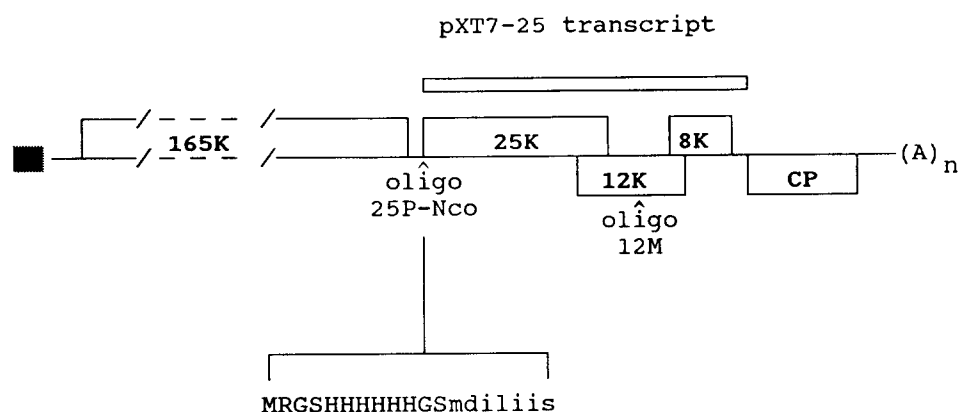 pXT7-25 transcript
165K
25K
8K
(A)n
12K
CP
oligo
25P-Nco
oligo
12M
MRGSHHHHHHGSmdiliis